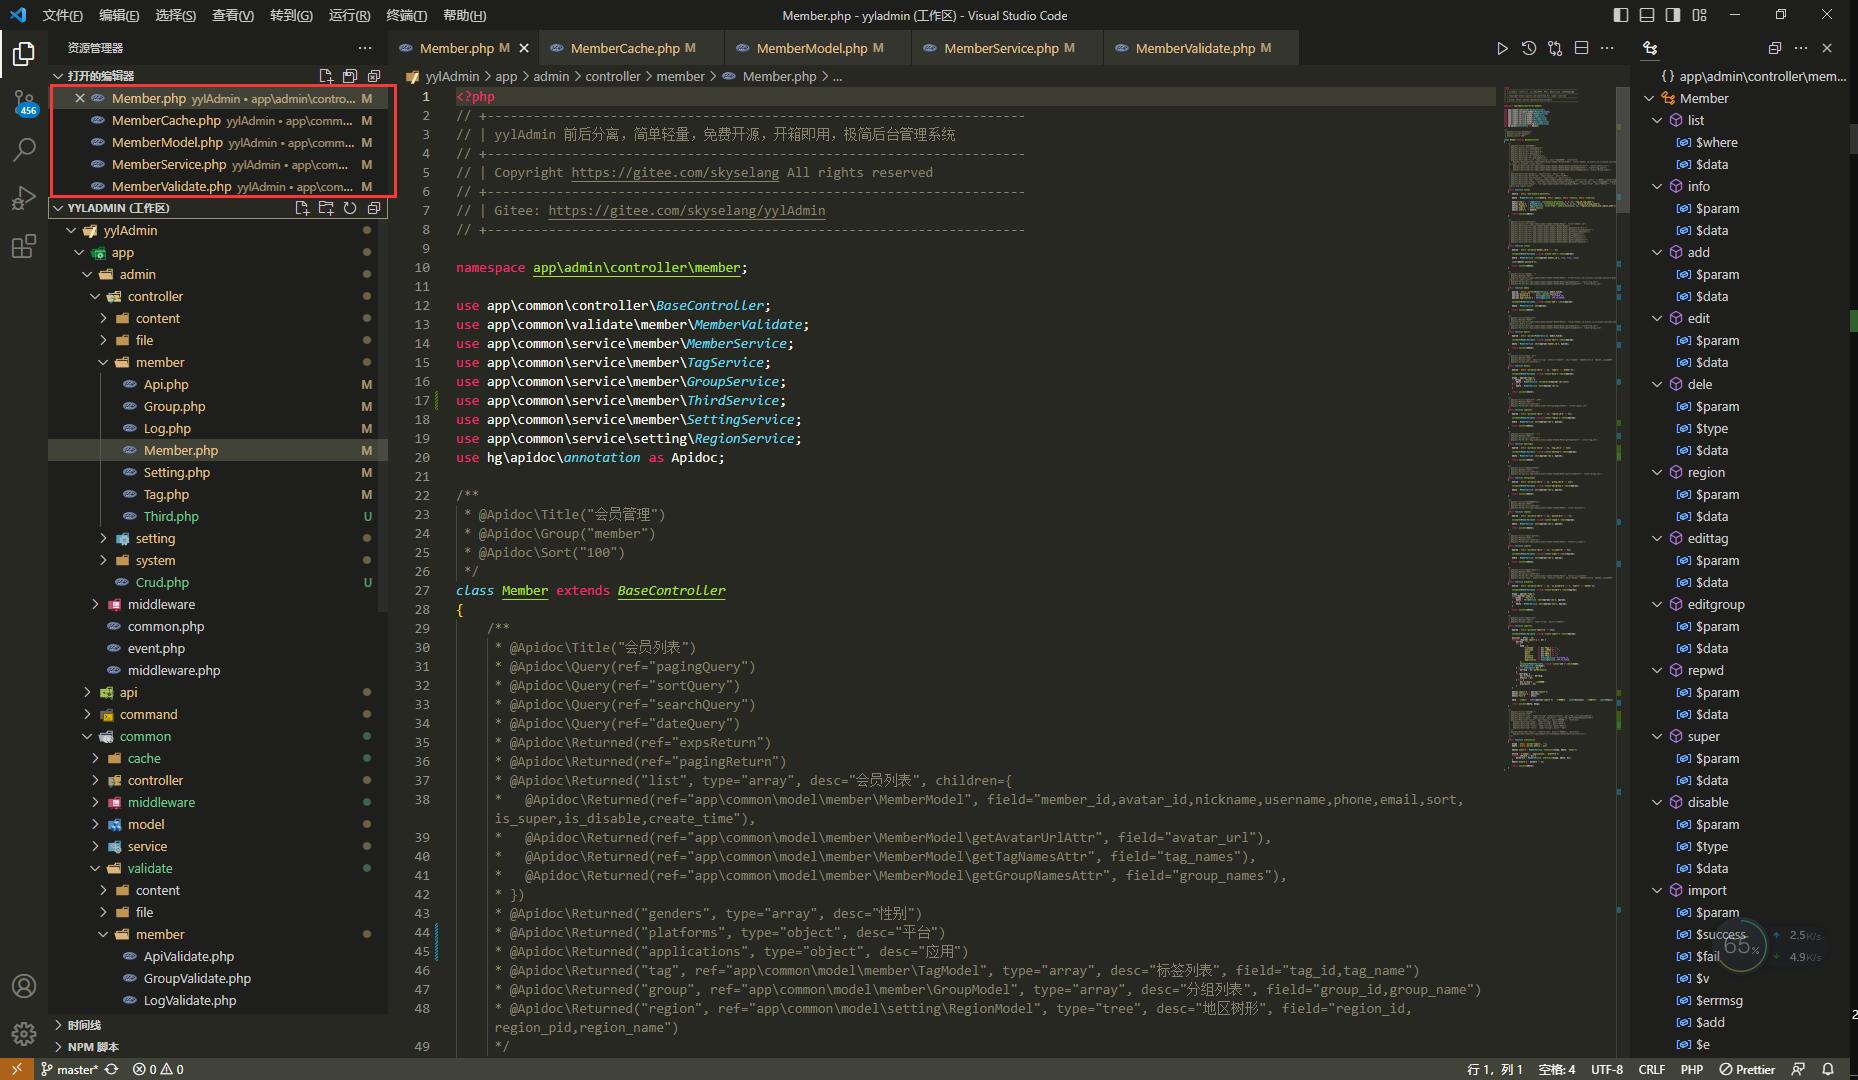 文件(F) 编辑(E) 选择(S) 查看(V) 转到(G) 运行(R) 终端(T) 帮助(H)
Member.php - yyladmin (工作区) - Visual Studio Code
资源管理器
打开的编辑器
Member.php yylAdmin • app\admin\contro... M
MemberCache.php yylAdmin • app\comm... M
MemberModel.php yylAdmin • app\comm... M
MemberService.php yylAdmin • app\com... M
MemberValidate.php yylAdmin • app\com... M
YYLADMIN (工作区)
yylAdmin
app
admin
controller
content
file
member
Api.php M
Group.php M
Log.php M
Member.php M
Setting.php M
Tag.php M
Third.php U
setting
system
Crud.php U
middleware
common.php
event.php
middleware.php
api
command
common
cache
controller
middleware
model
service
validate
content
file
member
ApiValidate.php
GroupValidate.php
LogValidate.php
时间线
NPM 脚本
456
Member.php M
MemberCache.php M
MemberModel.php M
MemberService.php M
MemberValidate.php M
yylAdmin > app > admin > controller > member > Member.php > ...
1 <?php
2 // +----------------------------------------------------------------------
3 // | yylAdmin 前后分离，简单轻量，免费开源，开箱即用，极简后台管理系统
4 // +----------------------------------------------------------------------
5 // | Copyright https://gitee.com/skyselang All rights reserved
6 // +----------------------------------------------------------------------
7 // | Gitee: https://gitee.com/skyselang/yylAdmin
8 // +----------------------------------------------------------------------
9
10 namespace app\admin\controller\member;
11
12 use app\common\controller\BaseController;
13 use app\common\validate\member\MemberValidate;
14 use app\common\service\member\MemberService;
15 use app\common\service\member\TagService;
16 use app\common\service\member\GroupService;
17 use app\common\service\member\ThirdService;
18 use app\common\service\member\SettingService;
19 use app\common\service\setting\RegionService;
20 use hg\apidoc\annotation as Apidoc;
21
22 /**
23 * @Apidoc\Title("会员管理")
24 * @Apidoc\Group("member")
25 * @Apidoc\Sort("100")
26 */
27 class Member extends BaseController
28 {
29 /**
30 * @Apidoc\Title("会员列表")
31 * @Apidoc\Query(ref="pagingQuery")
32 * @Apidoc\Query(ref="sortQuery")
33 * @Apidoc\Query(ref="searchQuery")
34 * @Apidoc\Query(ref="dateQuery")
35 * @Apidoc\Returned(ref="expsReturn")
36 * @Apidoc\Returned(ref="pagingReturn")
37 * @Apidoc\Returned("list", type="array", desc="会员列表", children={
38 * @Apidoc\Returned(ref="app\common\model\member\MemberModel", field="member_id,avatar_id,nickname,username,phone,email,sort,
is_super,is_disable,create_time"),
39 * @Apidoc\Returned(ref="app\common\model\member\MemberModel\getAvatarUrlAttr", field="avatar_url"),
40 * @Apidoc\Returned(ref="app\common\model\member\MemberModel\getTagNamesAttr", field="tag_names"),
41 * @Apidoc\Returned(ref="app\common\model\member\MemberModel\getGroupNamesAttr", field="group_names"),
42 * })
43 * @Apidoc\Returned("genders", type="array", desc="性别")
44 * @Apidoc\Returned("platforms", type="object", desc="平台")
45 * @Apidoc\Returned("applications", type="object", desc="应用")
46 * @Apidoc\Returned("tag", ref="app\common\model\member\TagModel", type="array", desc="标签列表", field="tag_id,tag_name")
47 * @Apidoc\Returned("group", ref="app\common\model\member\GroupModel", type="array", desc="分组列表", field="group_id,group_name")
48 * @Apidoc\Returned("region", ref="app\common\model\setting\RegionModel", type="tree", desc="地区树形", field="region_id,
region_pid,region_name")
49 */
{} app\admin\controller\mem...
Member
list
$where
$data
info
$param
$data
add
$param
$data
edit
$param
$data
dele
$param
$type
$data
region
$param
$data
edittag
$param
$data
editgroup
$param
$data
repwd
$param
$data
super
$param
$data
disable
$param
$type
$data
import
$param
$success
$fail
$v
$errmsg
$add
$e
65%
2.5K/s
4.9K/s
master* 0 0
行 1，列 1 空格: 4 UTF-8 CRLF PHP Prettier